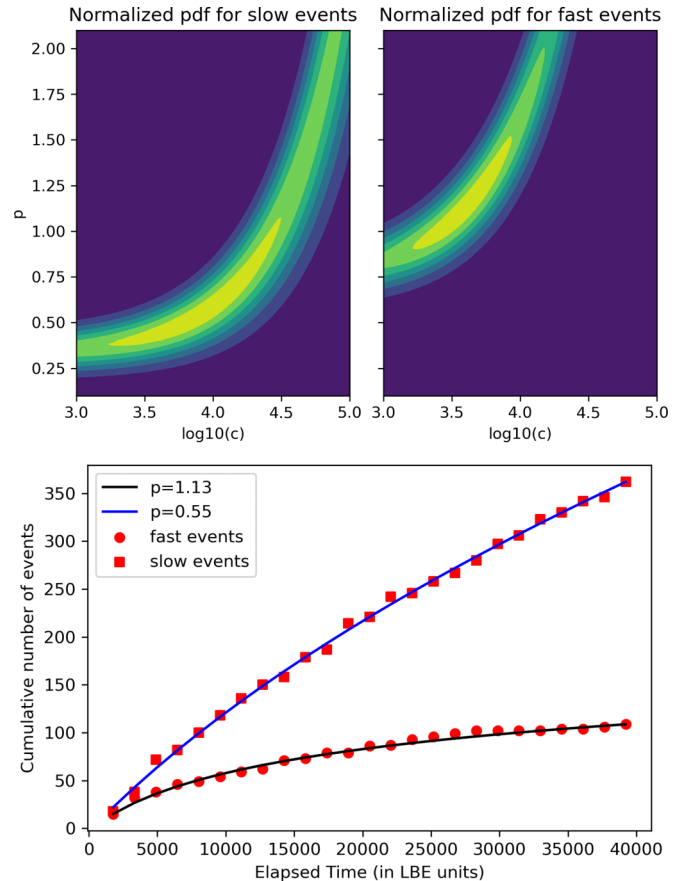 Normalized pdf for slow events
Normalized pdf for fast events
2.00
1.75
1.50
1.25
1.00
0.75
0.50
0.25
p
3.0 3.5 4.0 4.5 5.0
log10(c)
3.0 3.5 4.0 4.5 5.0
log10(c)
350
300
250
200
150
100
50
0
Cumulative number of events
p=1.13
p=0.55
fast events
slow events
0 5000 10000 15000 20000 25000 30000 35000 40000
Elapsed Time (in LBE units)